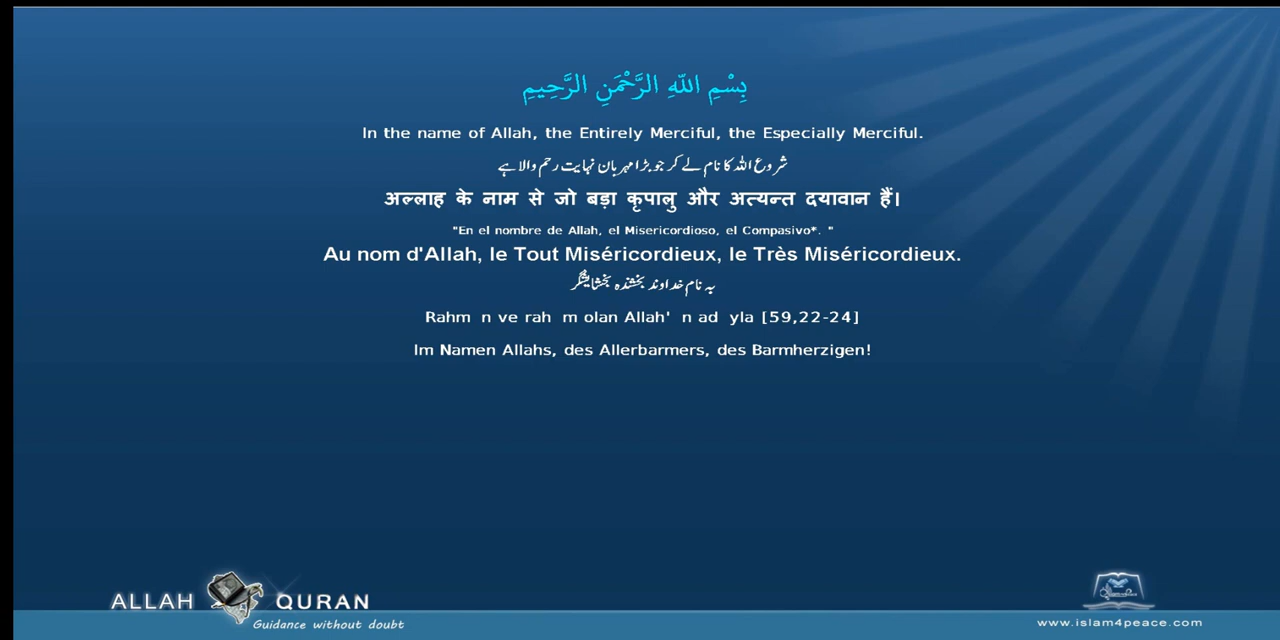 بِسْمِ اللّهِ الرَّحْمَنِ الرَّحِيمِ
In the name of Allah, the Entirely Merciful, the Especially Merciful.
شروع الله کا نام لے کر جو بڑا مہربان نہایت رحم والا ہے
अल्लाह के नाम से जो बड़ा कृपालु और अत्यन्त दयावान हैं।
"En el nombre de Allah, el Misericordioso, el Compasivo*. "
Au nom d'Allah, le Tout Miséricordieux, le Très Miséricordieux.
به نام خداوند بخشنده بخشایشگر
Rahm n ve rah m olan Allah' n ad yla [59,22-24]
Im Namen Allahs, des Allerbarmers, des Barmherzigen!
ALLAH QURAN
Guidance without doubt
www.islam4peace.com